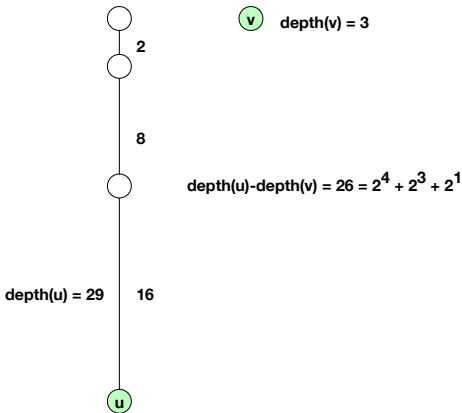 v depth(v) = 3
2
8
depth(u)-depth(v) = 26 = 2^4 + 2^3 + 2^1
depth(u) = 29 16
u